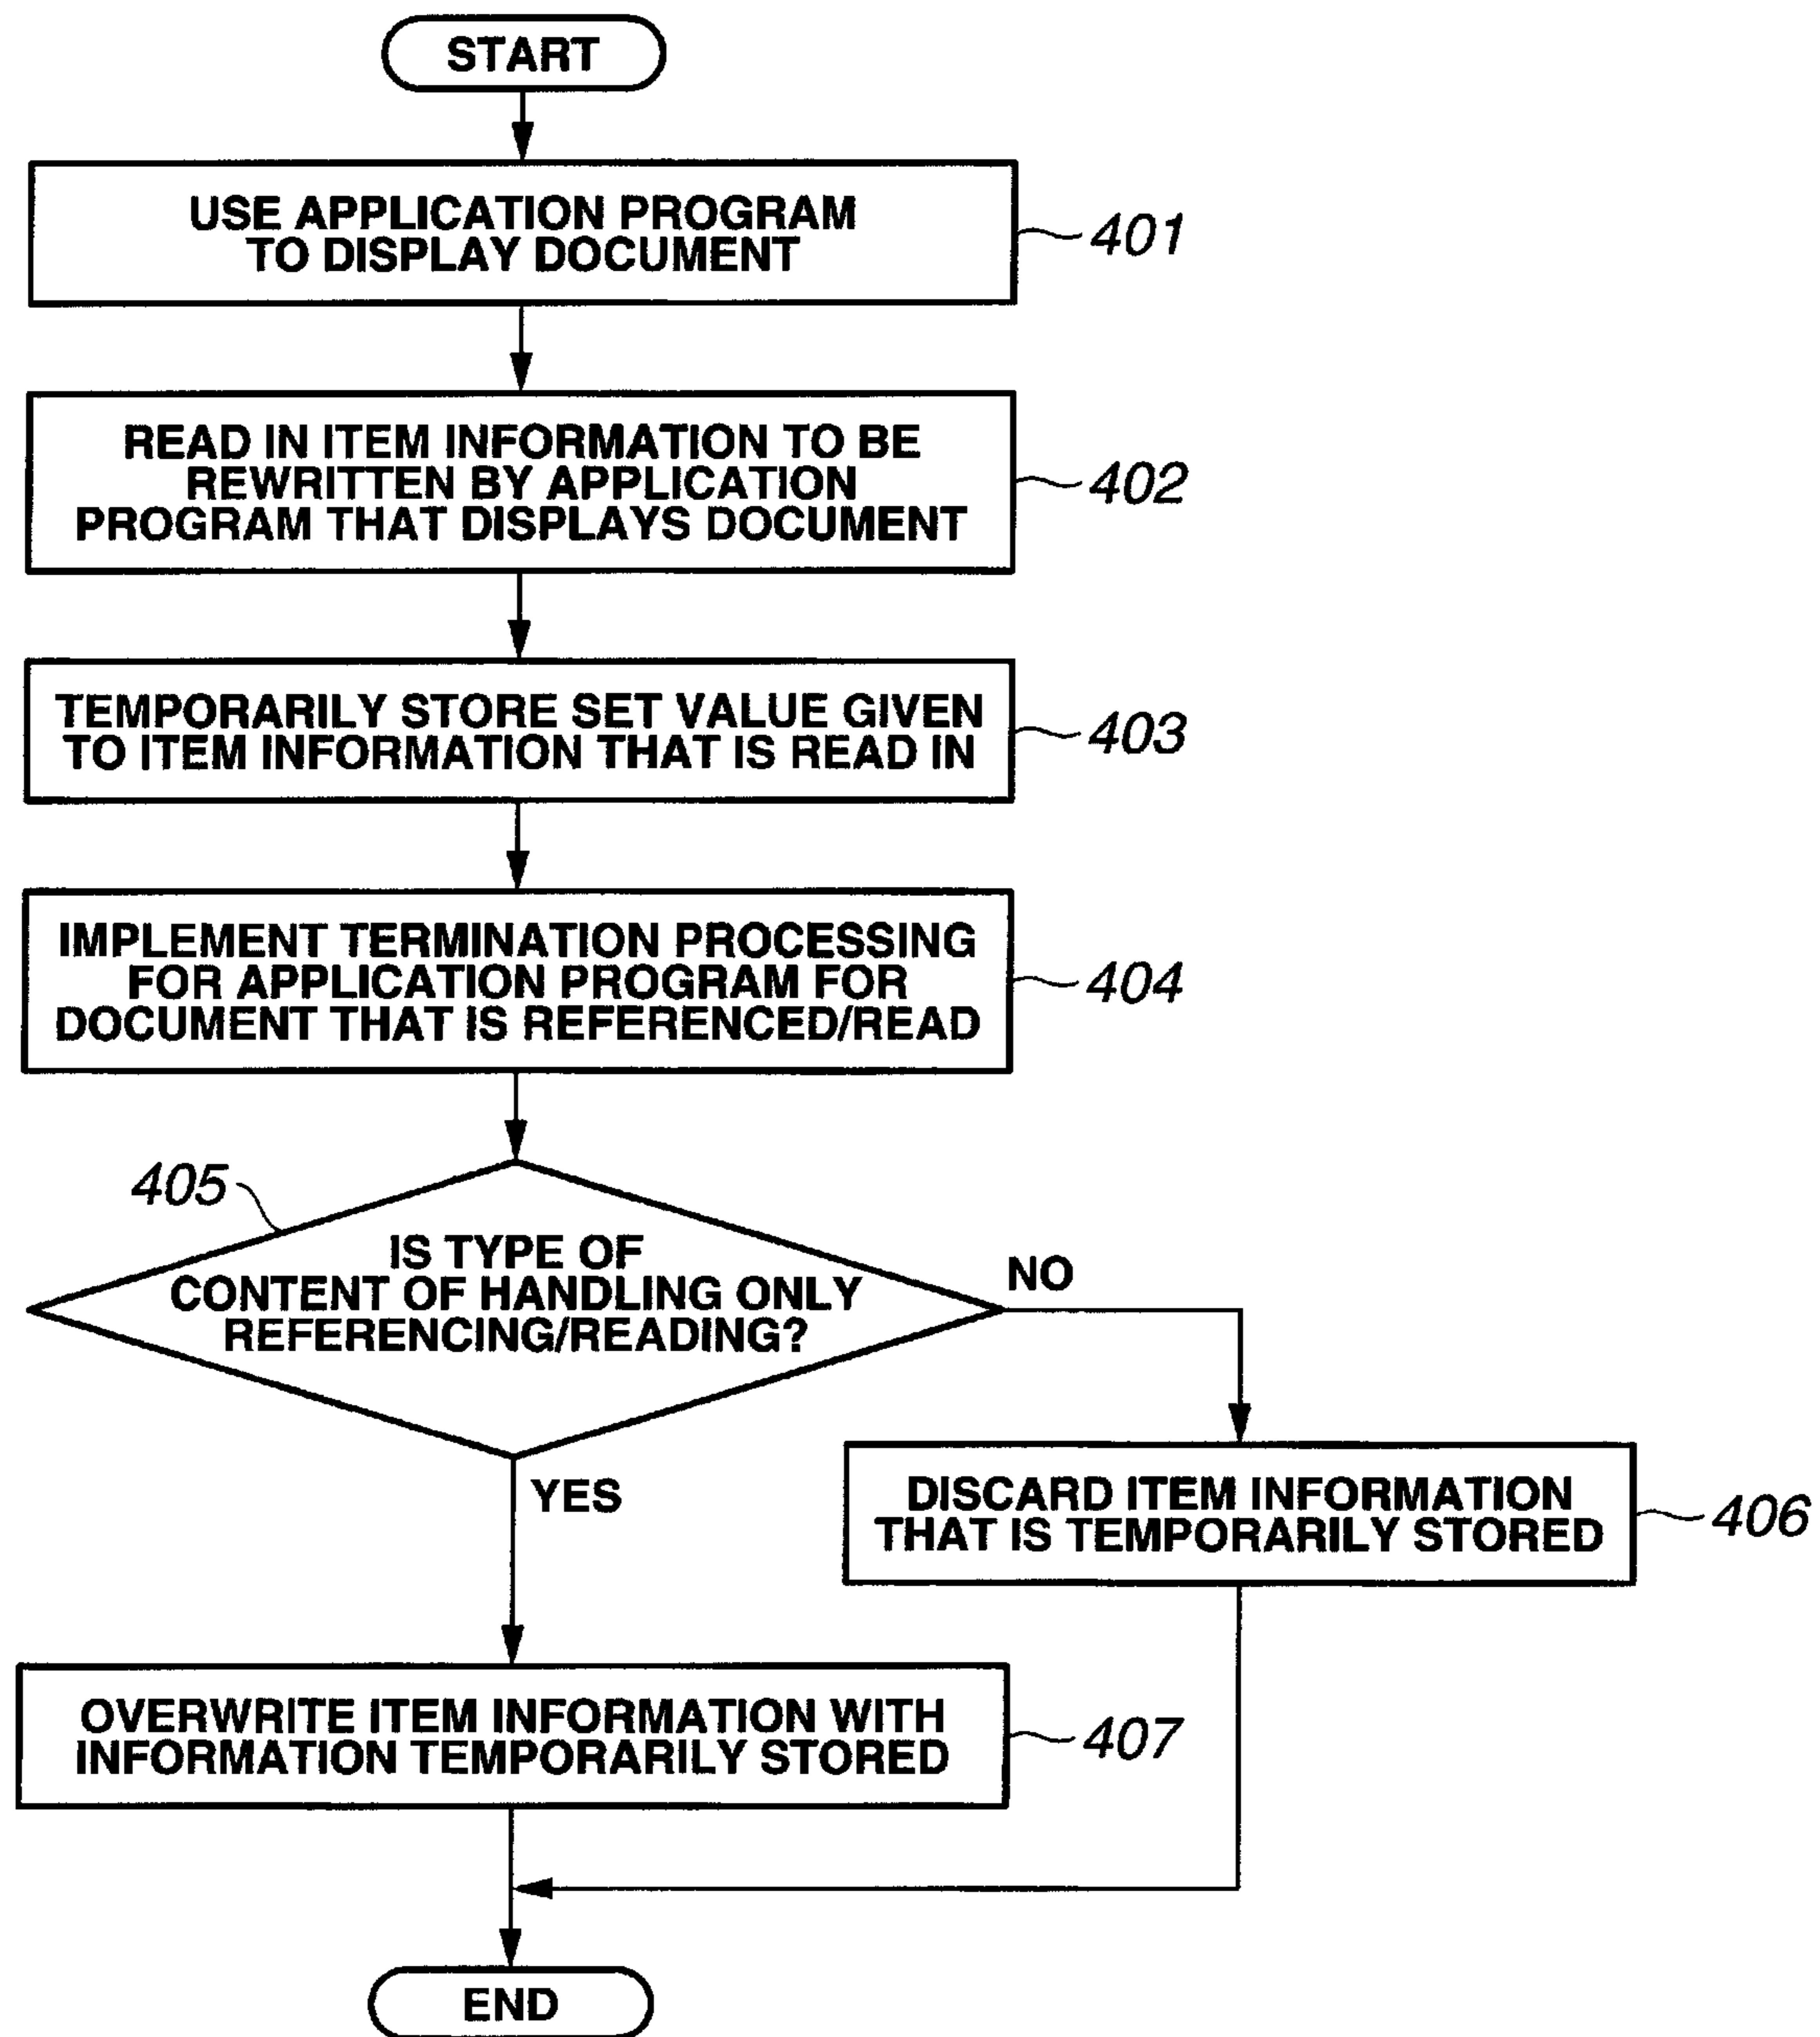 START
USE APPLICATION PROGRAM
TO DISPLAY DOCUMENT
401
READ IN ITEM INFORMATION TO BE
REWRITTEN BY APPLICATION
PROGRAM THAT DISPLAYS DOCUMENT
402
TEMPORARILY STORE SET VALUE GIVEN
TO ITEM INFORMATION THAT IS READ IN
403
IMPLEMENT TERMINATION PROCESSING
FOR APPLICATION PROGRAM FOR
DOCUMENT THAT IS REFERENCED/READ
404
405
IS TYPE OF
CONTENT OF HANDLING ONLY
REFERENCING/READING?
NO
YES
DISCARD ITEM INFORMATION
THAT IS TEMPORARILY STORED
406
OVERWRITE ITEM INFORMATION WITH
INFORMATION TEMPORARILY STORED
407
END